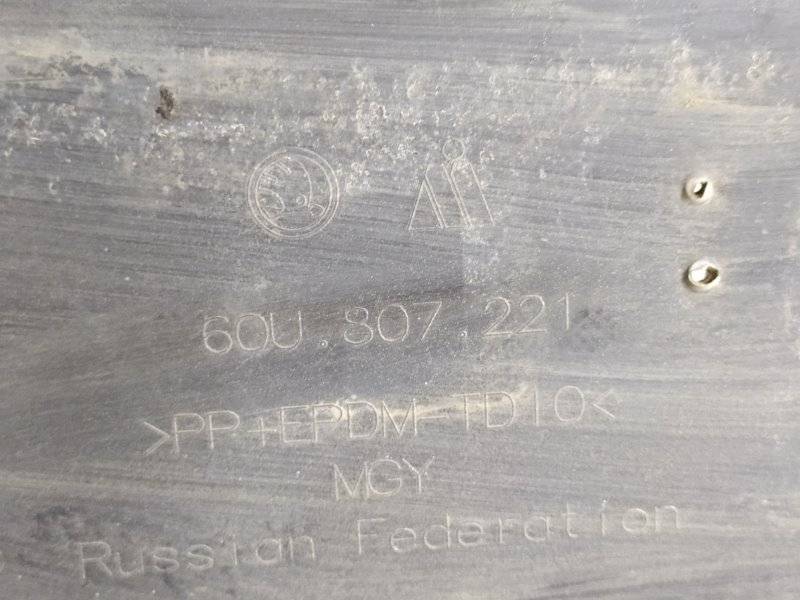 60U.807.221
>PP+EPDM-TD10<
MGY
Russian Federation